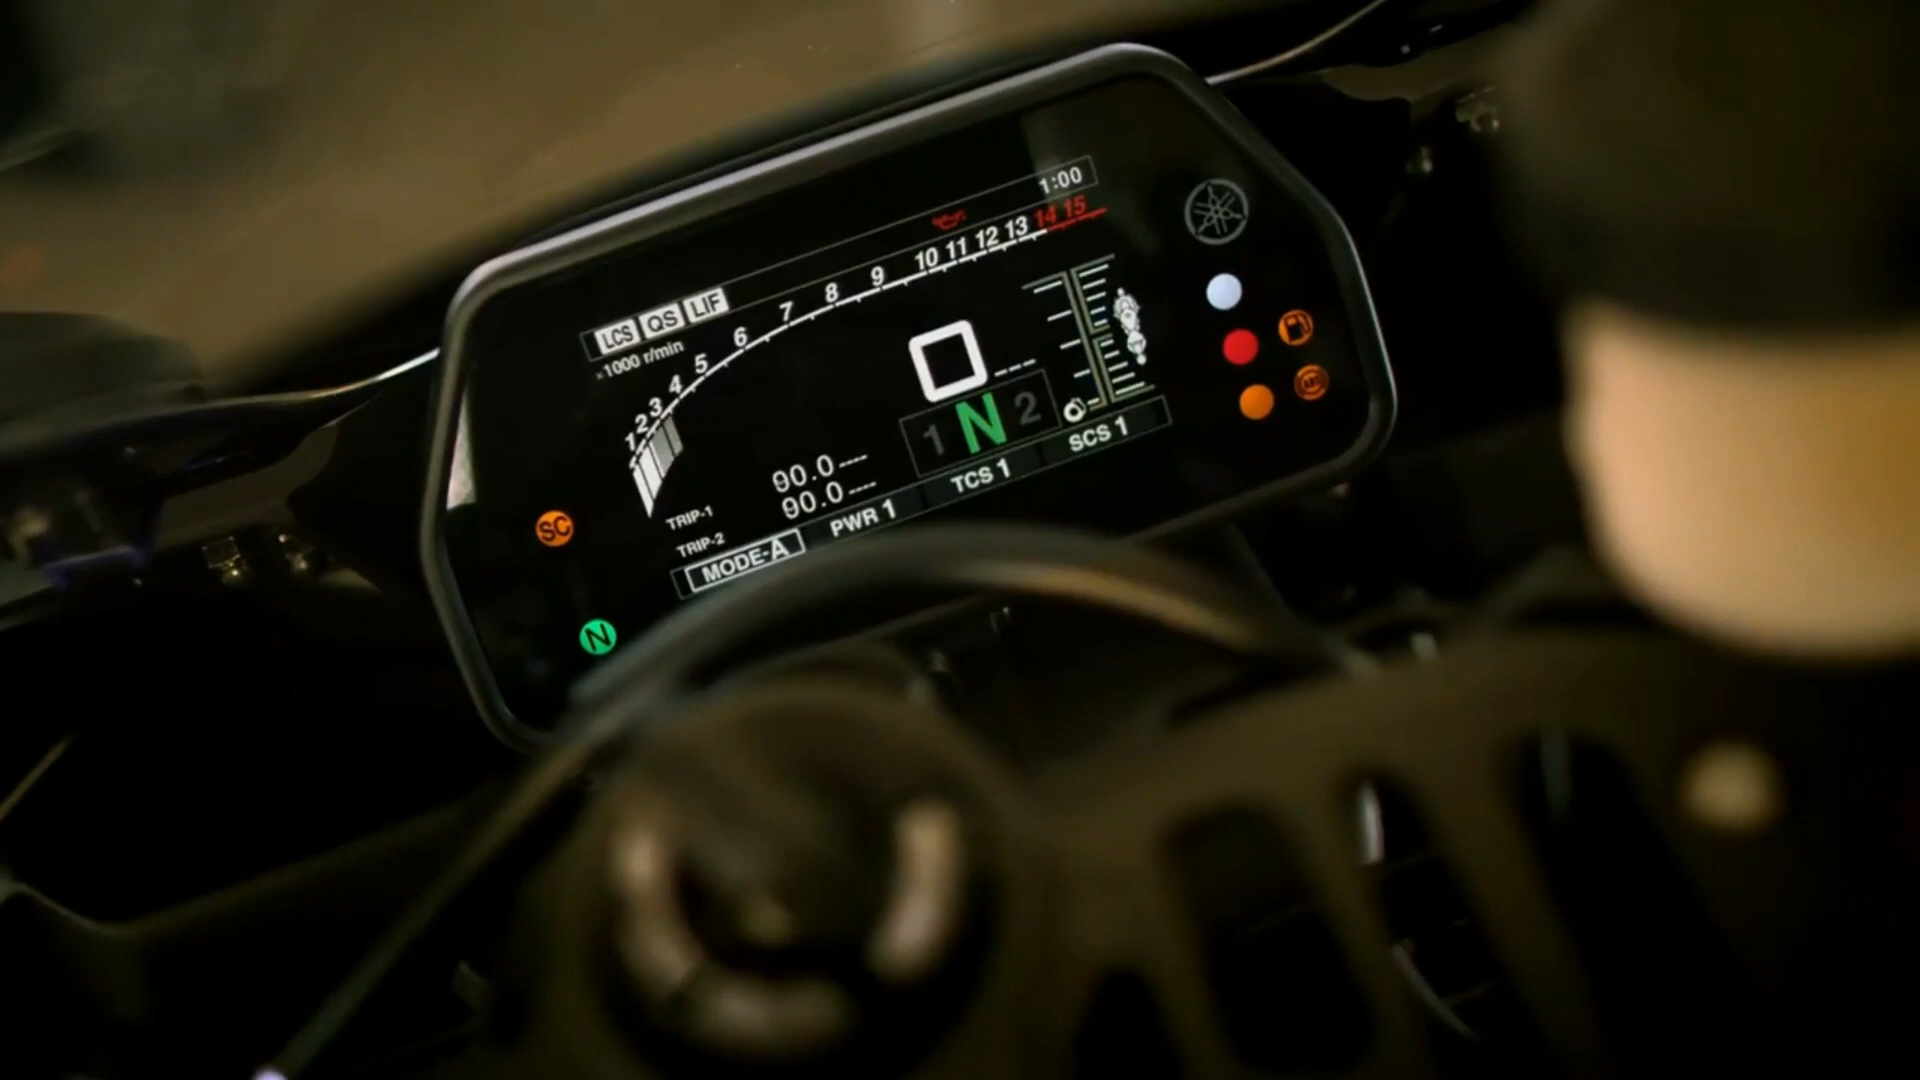 1:00
LCS QS LIF
×1000 r/min
1 2 3 4 5 6 7 8 9 10 11 12 13 14 15
0 ---
1 N 2
TRIP-1 90.0 ----
TRIP-2 90.0 ----
MODE-A PWR 1 TCS 1 SCS 1
SC
N